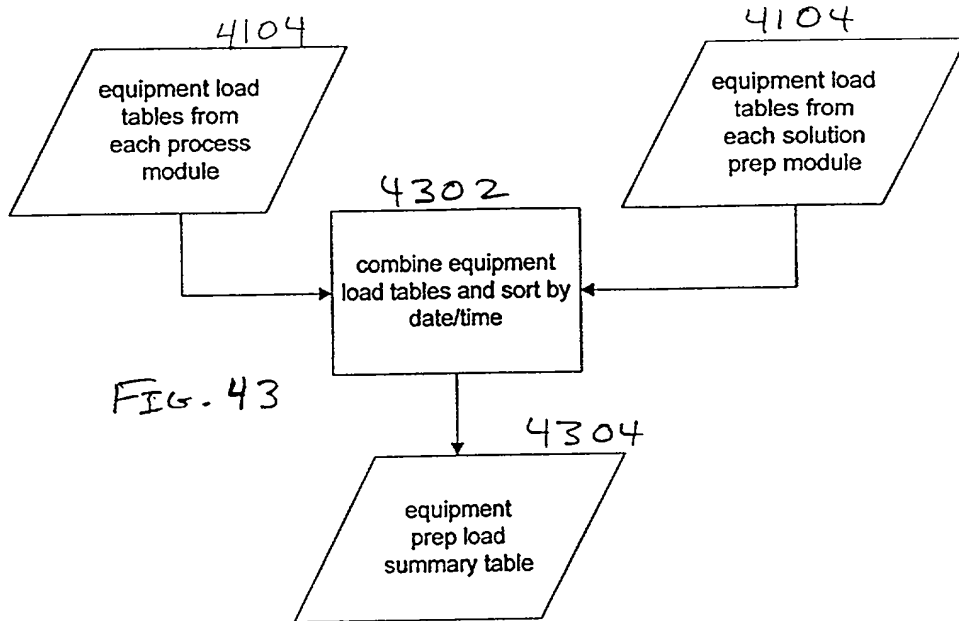 4104
equipment load
tables from
each process
module
4104
equipment load
tables from
each solution
prep module
4302
combine equipment
load tables and sort by
date/time
FIG. 43
4304
equipment
prep load
summary table